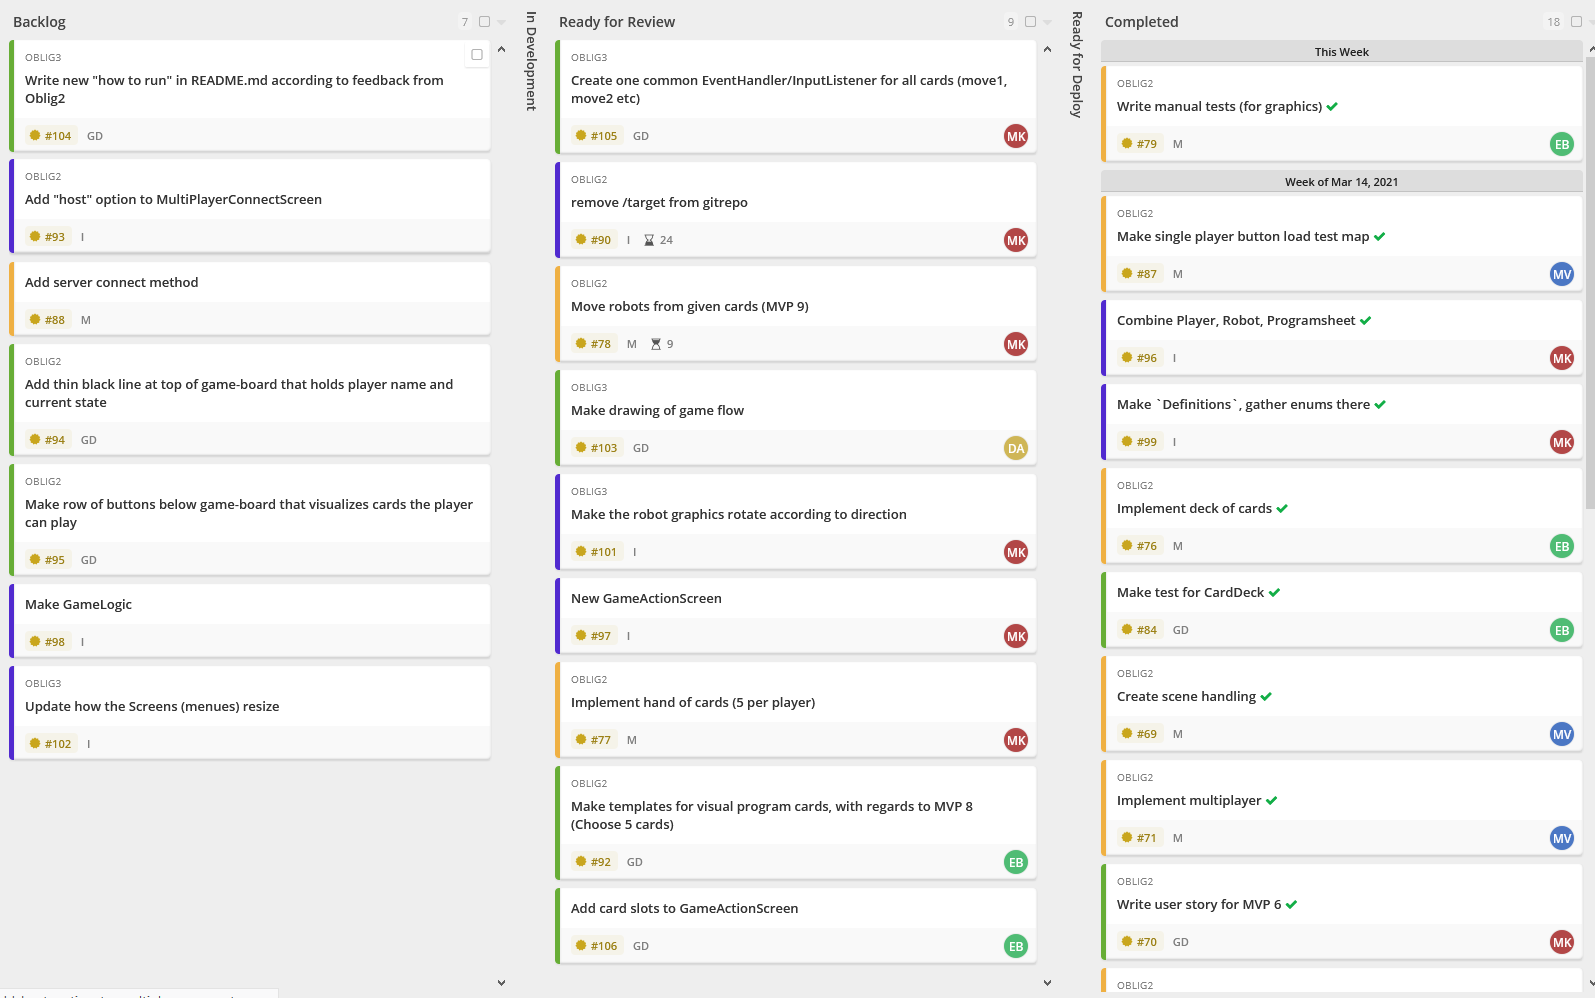 Backlog
7
OBLIG3
Write new "how to run" in README.md according to feedback from
Oblig2
#104 GD
OBLIG2
Add "host" option to MultiPlayerConnectScreen
#93 I
Add server connect method
#88 M
OBLIG2
Add thin black line at top of game-board that holds player name and
current state
#94 GD
OBLIG2
Make row of buttons below game-board that visualizes cards the player
can play
#95 GD
Make GameLogic
#98 I
OBLIG3
Update how the Screens (menues) resize
#102 I
In Development
Ready for Review
9
OBLIG3
Create one common EventHandler/InputListener for all cards (move1,
move2 etc)
#105 GD MK
OBLIG2
remove /target from gitrepo
#90 I 24 MK
OBLIG2
Move robots from given cards (MVP 9)
#78 M 9 MK
OBLIG3
Make drawing of game flow
#103 GD DA
OBLIG3
Make the robot graphics rotate according to direction
#101 I MK
New GameActionScreen
#97 I MK
OBLIG2
Implement hand of cards (5 per player)
#77 M MK
OBLIG2
Make templates for visual program cards, with regards to MVP 8
(Choose 5 cards)
#92 GD EB
Add card slots to GameActionScreen
#106 GD EB
Ready for Deploy
Completed
18
This Week
OBLIG2
Write manual tests (for graphics)
#79 M EB
Week of Mar 14, 2021
OBLIG2
Make single player button load test map
#87 M MV
Combine Player, Robot, Programsheet
#96 I MK
Make `Definitions`, gather enums there
#99 I MK
OBLIG2
Implement deck of cards
#76 M EB
Make test for CardDeck
#84 GD EB
OBLIG2
Create scene handling
#69 M MV
OBLIG2
Implement multiplayer
#71 M MV
OBLIG2
Write user story for MVP 6
#70 GD MK
OBLIG2